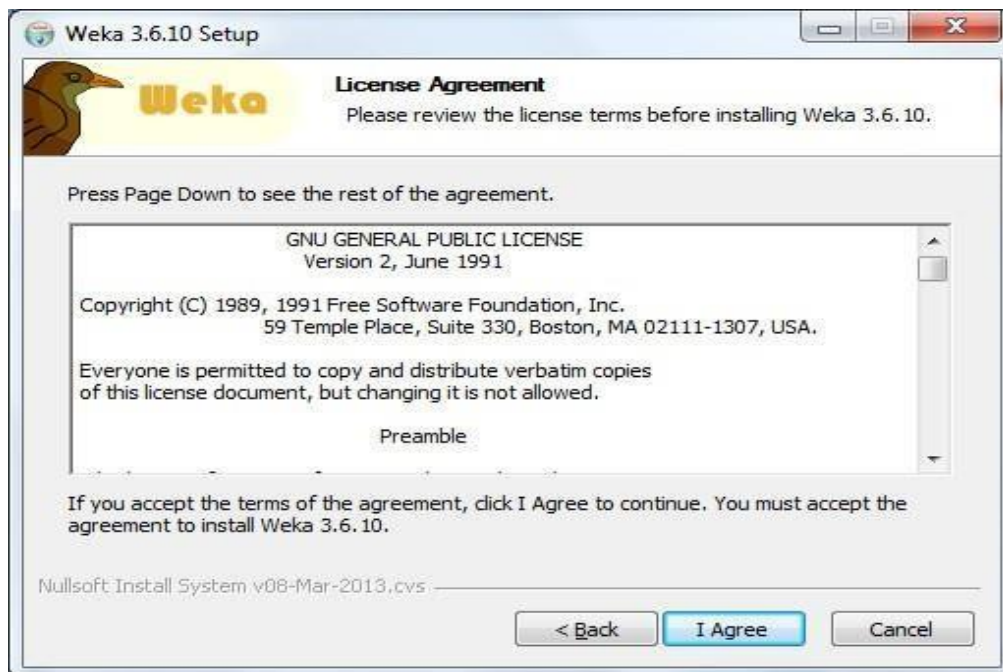 Weka 3.6.10 Setup
Weka
License Agreement
Please review the license terms before installing Weka 3.6.10.
Press Page Down to see the rest of the agreement.
GNU GENERAL PUBLIC LICENSE
Version 2, June 1991
Copyright (C) 1989, 1991 Free Software Foundation, Inc.
59 Temple Place, Suite 330, Boston, MA 02111-1307, USA.
Everyone is permitted to copy and distribute verbatim copies
of this license document, but changing it is not allowed.
Preamble
If you accept the terms of the agreement, click I Agree to continue. You must accept the
agreement to install Weka 3.6.10.
Nullsoft Install System v08-Mar-2013.cvs
< Back
I Agree
Cancel